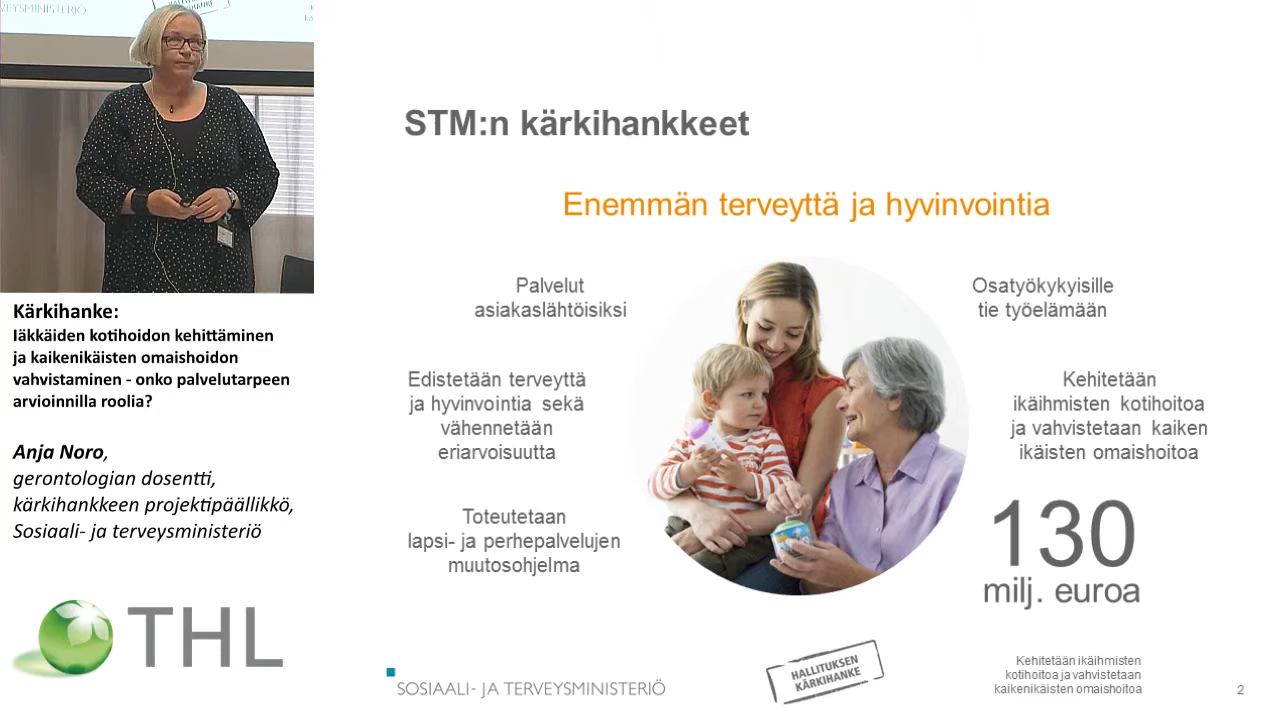 VEYSMINISTERIÖ
Kärkihanke:
Iäkkäiden kotihoidon kehittäminen
ja kaikenikäisten omaishoidon
vahvistaminen - onko palvelutarpeen
arvioinnilla roolia?
Anja Noro,
gerontologian dosentti,
kärkihankkeen projektipäällikkö,
Sosiaali- ja terveysministeriö
THL
STM:n kärkihankkeet
Enemmän terveyttä ja hyvinvointia
Palvelut
asiakaslähtöisiksi
Edistetään terveyttä
ja hyvinvointia sekä
vähennetään
eriarvoisuutta
Toteutetaan
lapsi- ja perhepalvelujen
muutosohjelma
Osatyökykyisille
tie työelämään
Kehitetään
ikäihmisten kotihoitoa
ja vahvistetaan kaiken
ikäisten omaishoitoa
130
milj. euroa
SOSIAALI- JA TERVEYSMINISTERIÖ
HALLITUKSEN
KÄRKIHANKE
Kehitetään ikäihmisten
kotihoitoa ja vahvistetaan
kaikenikäisten omaishoitoa
2